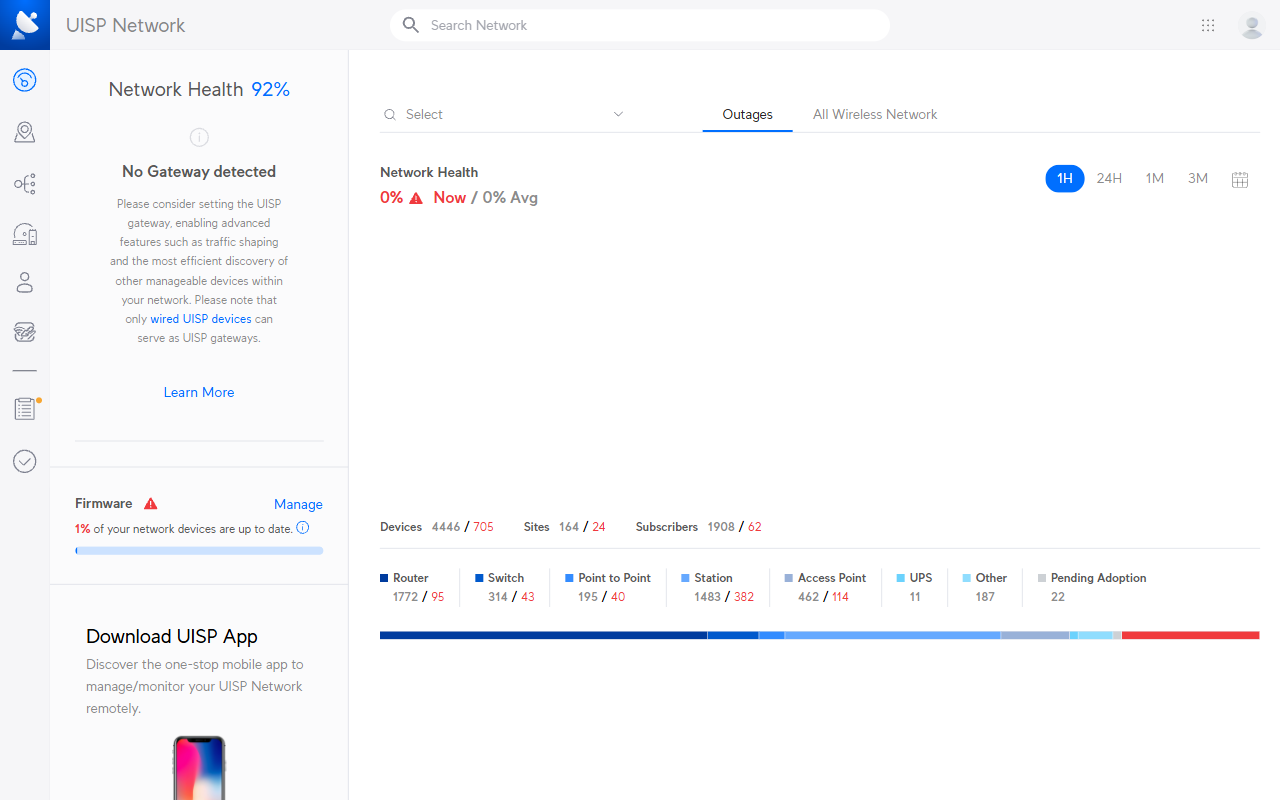 UISP Network
Search Network
Network Health 92%
No Gateway detected
Please consider setting the UISP
gateway, enabling advanced
features such as traffic shaping
and the most efficient discovery of
other manageable devices within
your network. Please note that
only wired UISP devices can
serve as UISP gateways.
Learn More
Firmware
Manage
1% of your network devices are up to date.
Download UISP App
Discover the one-stop mobile app to
manage/monitor your UISP Network
remotely.
Select
Outages
All Wireless Network
Network Health
0% Now / 0% Avg
1H
24H
1M
3M
Devices 4446 / 705
Sites 164 / 24
Subscribers 1908 / 62
Router
1772 / 95
Switch
314 / 43
Point to Point
195 / 40
Station
1483 / 382
Access Point
462 / 114
UPS
11
Other
187
Pending Adoption
22